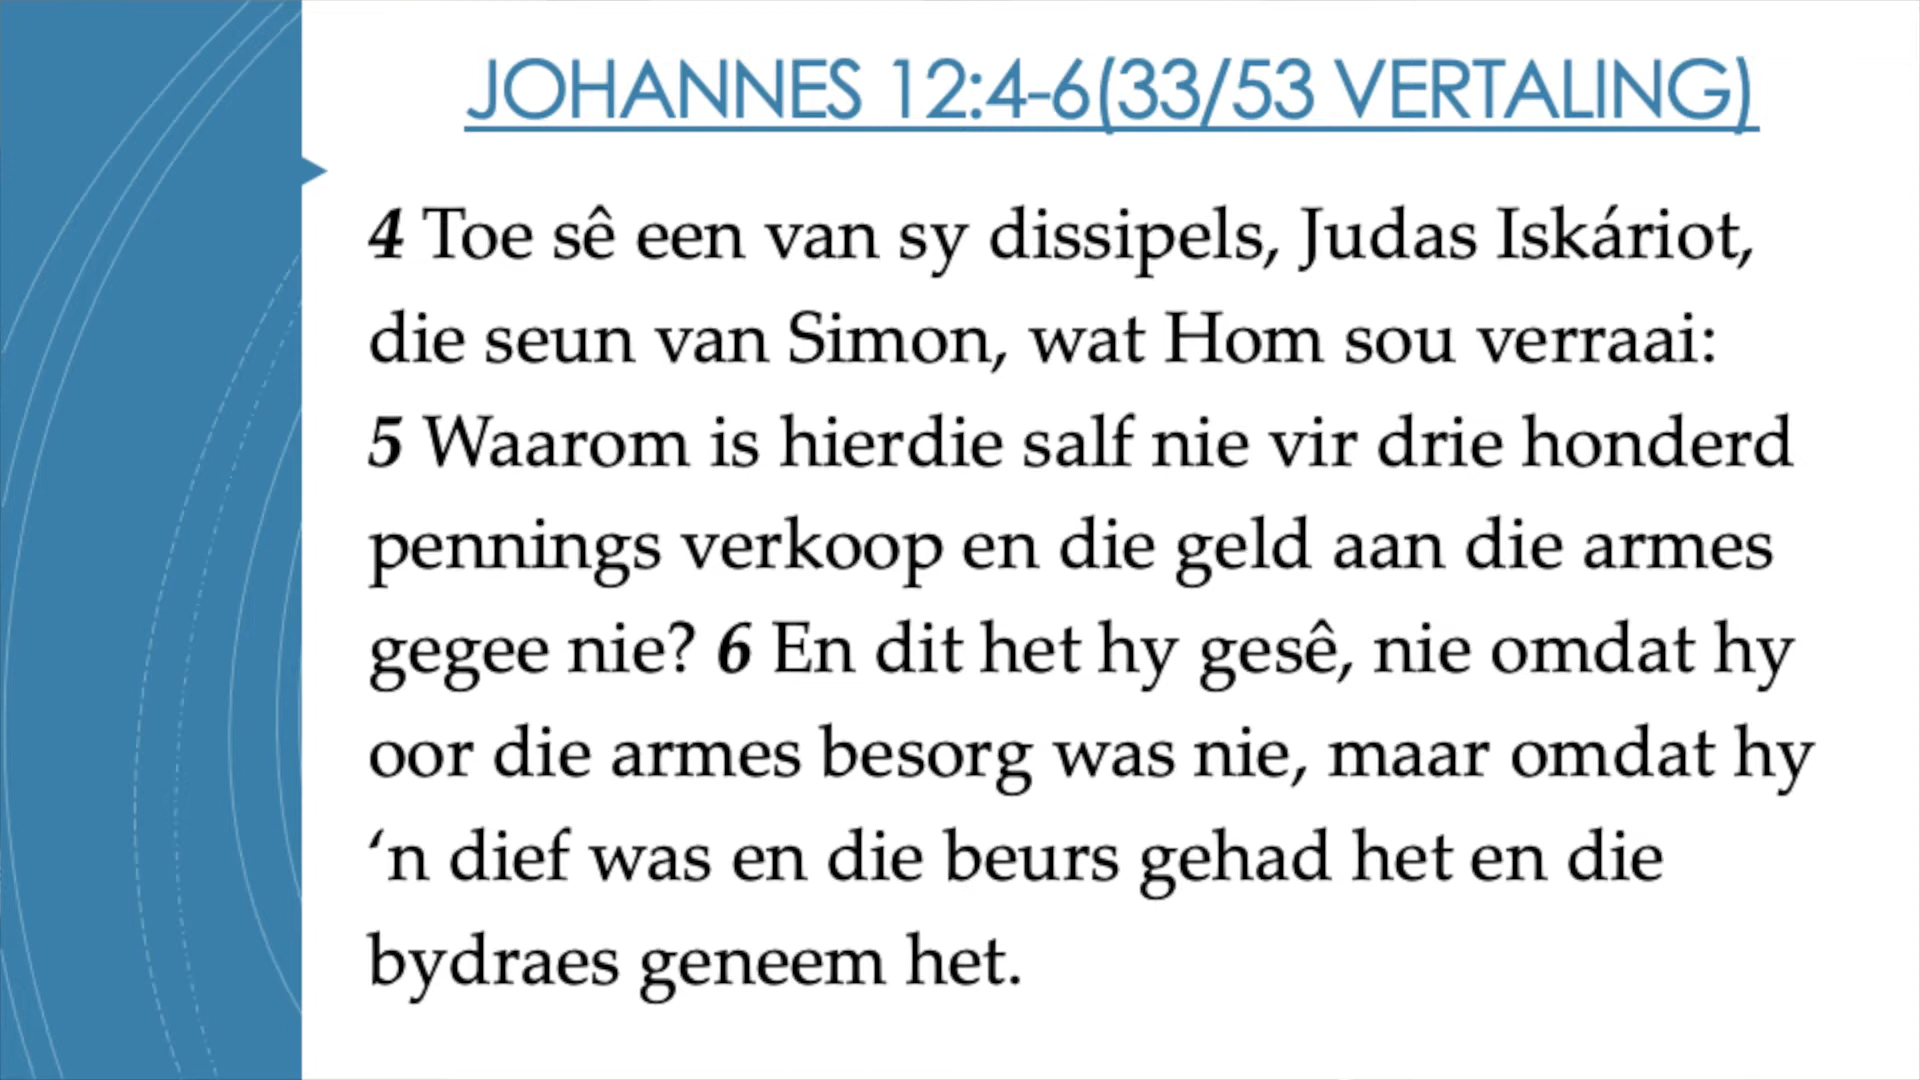 JOHANNES 12:4-6(33/53 VERTALING)
4 Toe sê een van sy dissipels, Judas Iskáriot,
die seun van Simon, wat Hom sou verraai:
5 Waarom is hierdie salf nie vir drie honderd
pennings verkoop en die geld aan die armes
gegee nie? 6 En dit het hy gesê, nie omdat hy
oor die armes besorg was nie, maar omdat hy
‘n dief was en die beurs gehad het en die
bydraes geneem het.